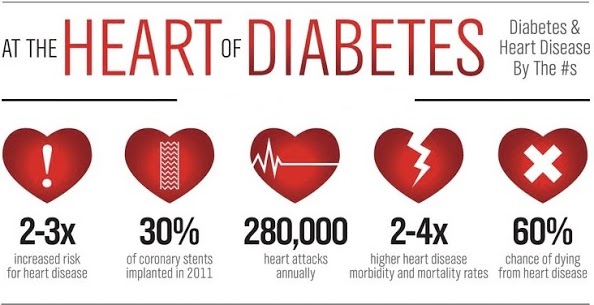 AT THE HEART OF DIABETES
Diabetes &
Heart Disease
By The #s
!
2-3x
increased risk
for heart disease
30%
of coronary stents
implanted in 2011
280,000
heart attacks
annually
2-4x
higher heart disease
morbidity and mortality rates
60%
chance of dying
from heart disease